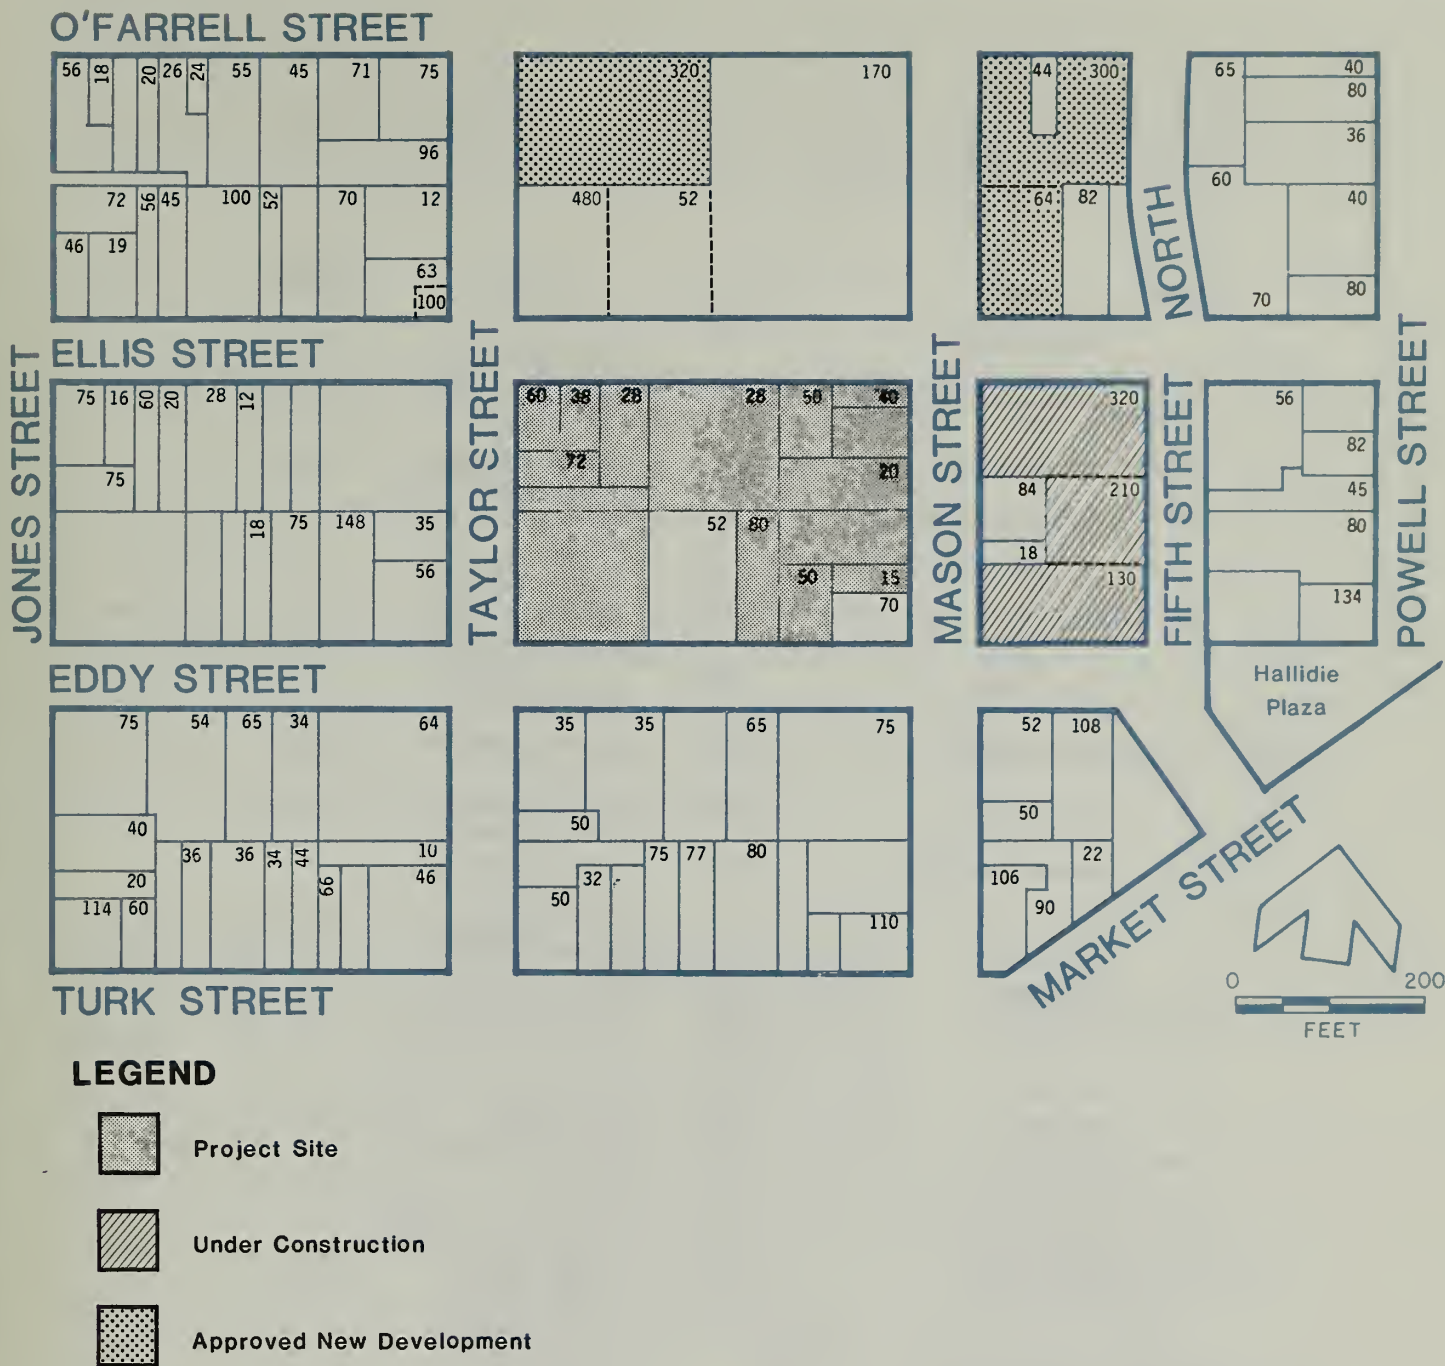 O'FARRELL STREET
56 18 20 26 24 55 45 71 75
96
72 56 45 100 52 70 12
46 19
63
100
320 170
480 52
44 300
64 82
NORTH
65 40
80
36
60
40
80
70
JONES STREET
ELLIS STREET
TAYLOR STREET
MASON STREET
FIFTH STREET
POWELL STREET
75 16 60 20 28 12
75
18 75 148 35
56
60 38 28 28 50 40
72
20
52 80
50 15
70
320
84 210
18
130
56
82
45
80
134
EDDY STREET
Hallidie
Plaza
75 54 65 34 64
40
36 36 34 44 10
20 66 46
114 60
35 35 65 75
50
75 77 80
32
50
110
52 108
50
22
106
90
MARKET STREET
TURK STREET
0 200
FEET
LEGEND
Project Site
Under Construction
Approved New Development